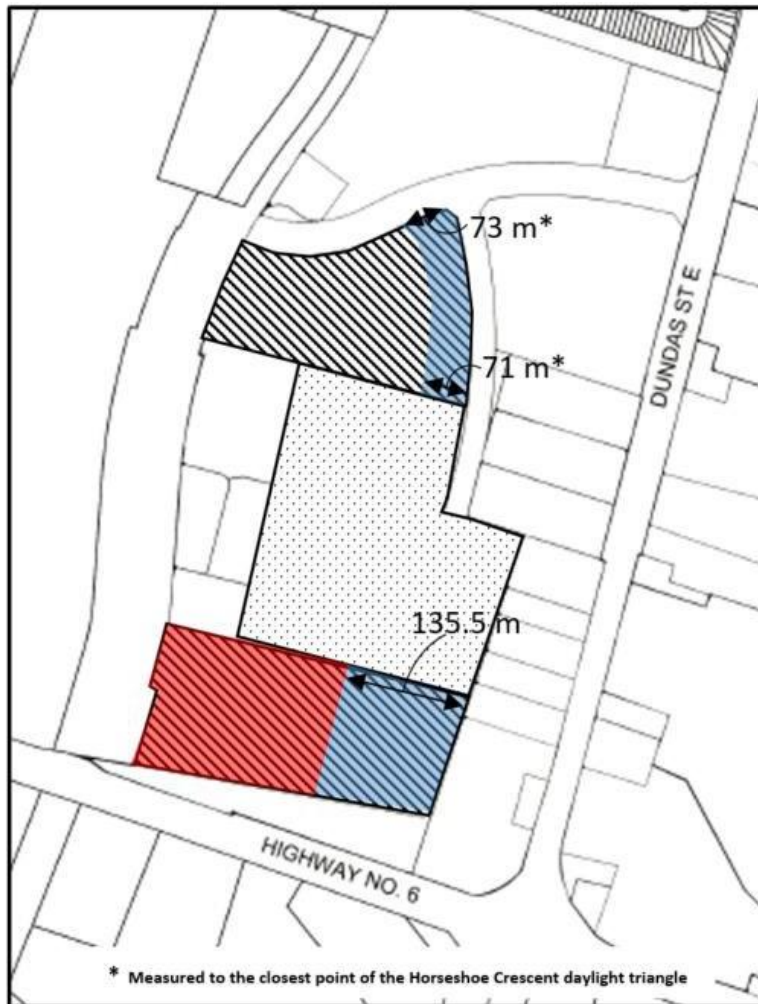 73 m*
71 m*
DUNDAS ST E
135.5 m
HIGHWAY NO. 6
* Measured to the closest point of the Horseshoe Crescent daylight triangle